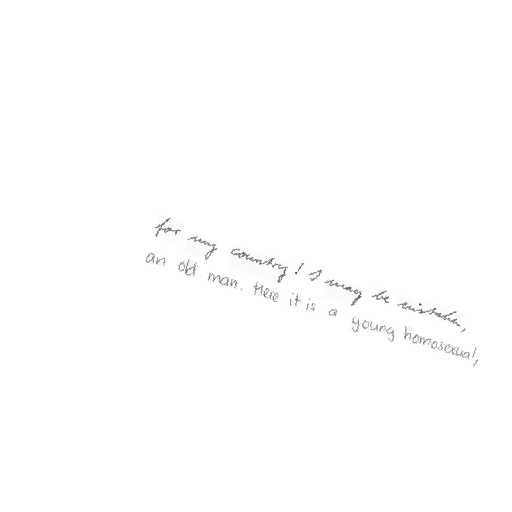 for my country! I may be mistaken,
an old man. Here it is a young homosexual,